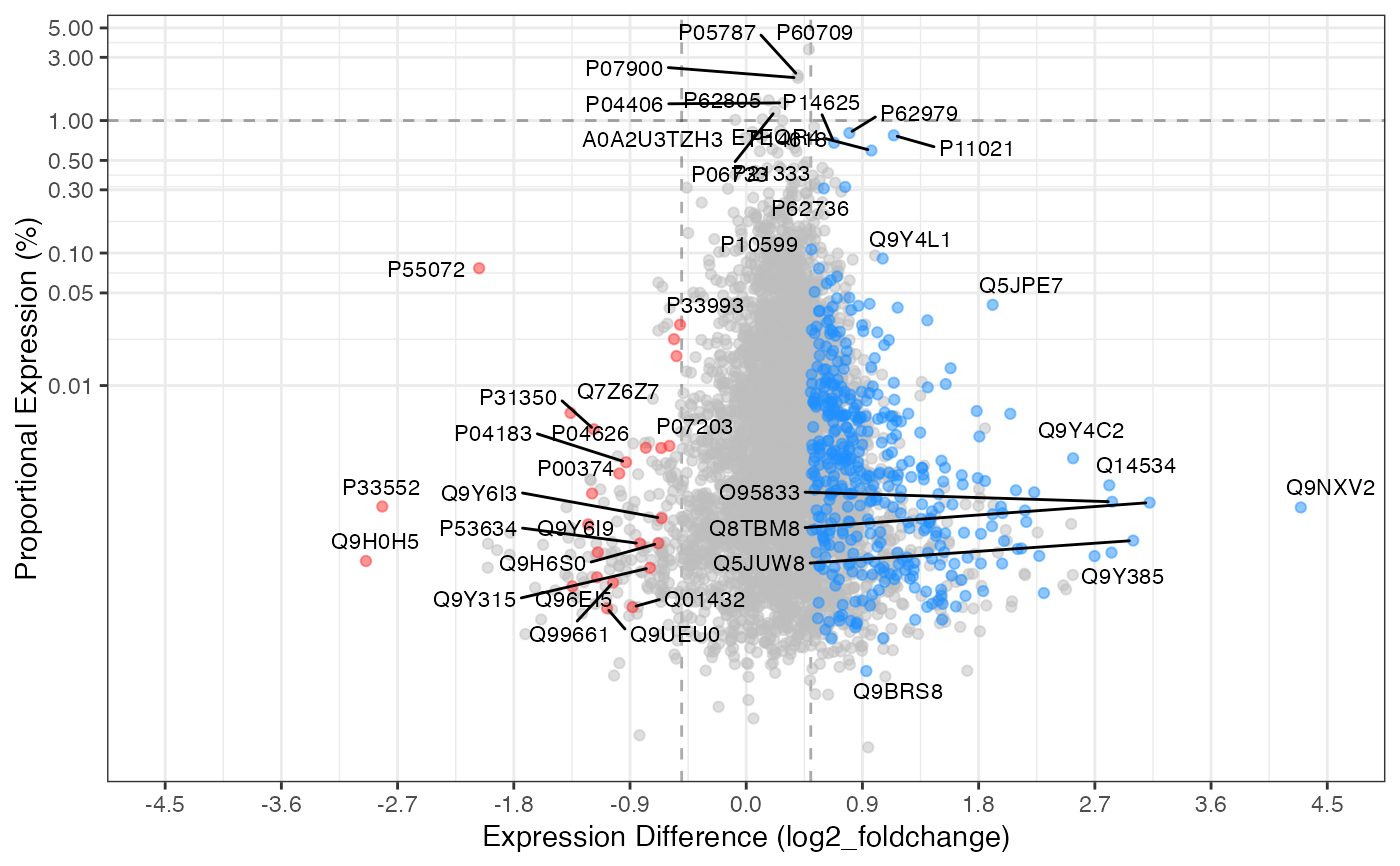 5.00
3.00
1.00
0.50
0.30
0.10
0.05
0.01
Proportional Expression (%)
P05787
P60709
P07900
P04406
P62805
P14625
P62979
A0A2U3TZH3
P14618
P11021
P06733
P21333
P62736
P10599
Q9Y4L1
P55072
Q5JPE7
P33993
P31350
Q7Z6Z7
P04183
P04626
P07203
Q9Y4C2
P00374
Q14534
P33552
Q9Y6I3
O95833
Q9NXV2
P53634
Q9Y6I9
Q8TBM8
Q9H0H5
Q9H6S0
Q5JUW8
Q9Y385
Q9Y315
Q96EI5
Q01432
Q99661
Q9UEU0
Q9BRS8
-4.5
-3.6
-2.7
-1.8
-0.9
0.0
0.9
1.8
2.7
3.6
4.5
Expression Difference (log2_foldchange)